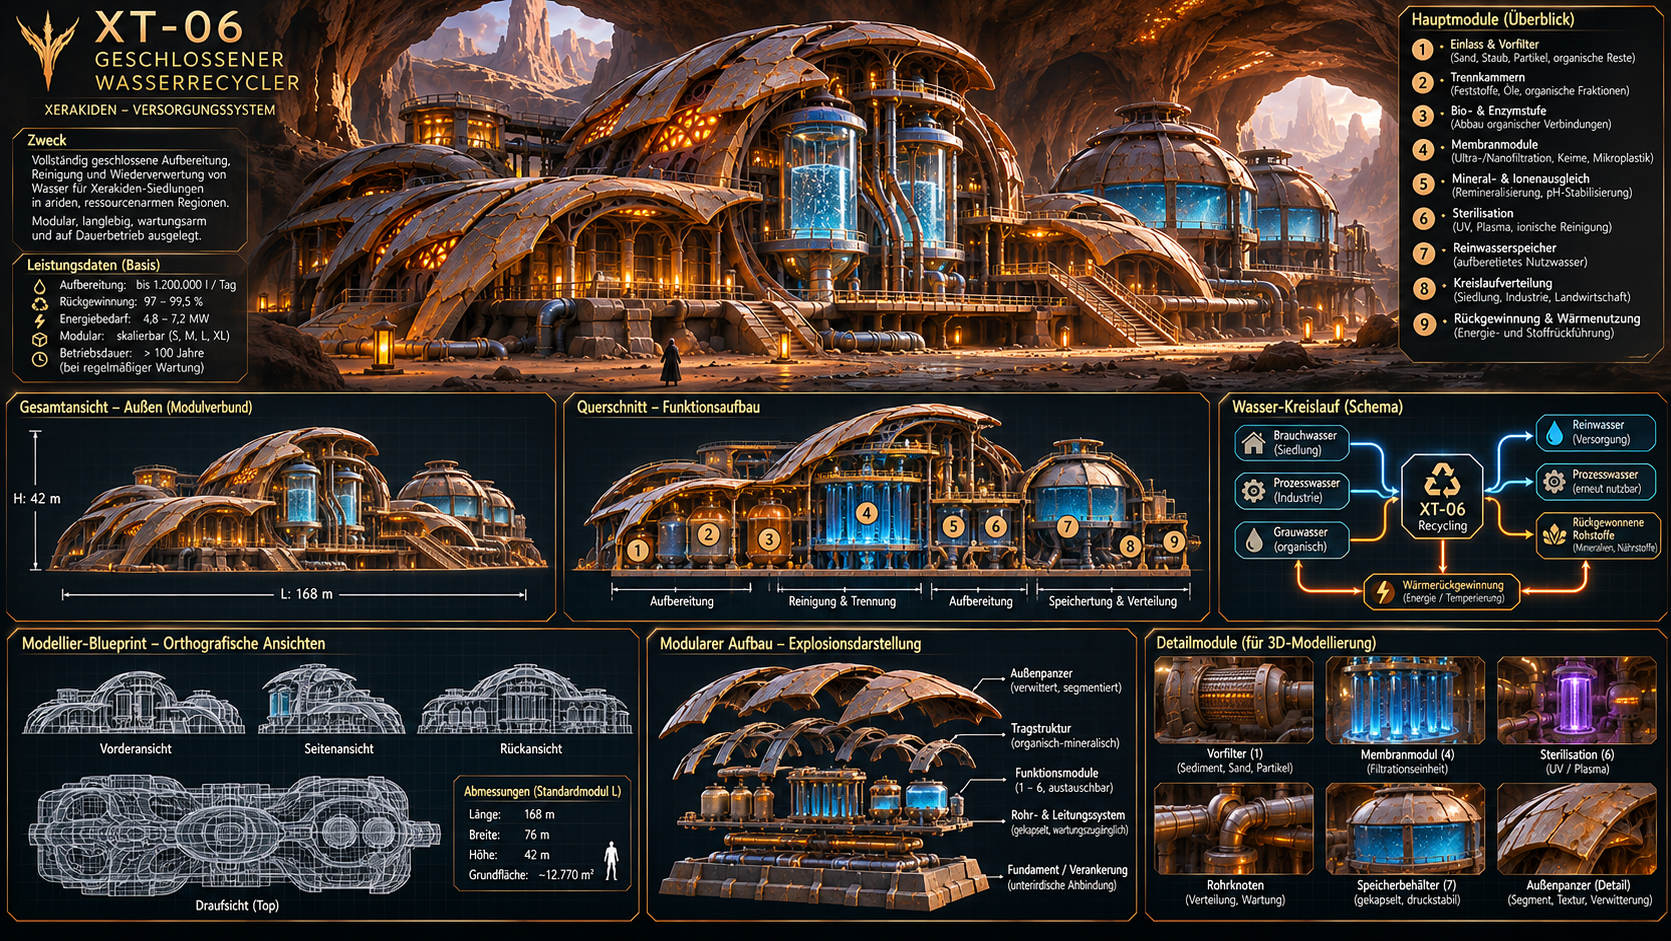 XT-06
GESCHLOSSENER
WASSERRECYCLER
XERAKIDEN – VERSORGUNGSSYSTEM
Zweck
Vollständig geschlossene Aufbereitung,
Reinigung und Wiederverwertung von
Wasser für Xerakiden-Siedlungen
in ariden, ressourcenarmen Regionen.
Modular, langlebig, wartungsarm
und auf Dauerbetrieb ausgelegt.
Leistungsdaten (Basis)
Aufbereitung: bis 1.200.000 l / Tag
Rückgewinnung: 97 – 99,5 %
Energiebedarf: 4,8 – 7,2 MW
Modular: skalierbar (S, M, L, XL)
Betriebsdauer: > 100 Jahre
(bei regelmäßiger Wartung)
Hauptmodule (Überblick)
1 • Einlass & Vorfilter
(Sand, Staub, Partikel, organische Reste)
2 • Trennkammern
(Feststoffe, Öle, organische Fraktionen)
3 • Bio- & Enzymstufe
(Abbau organischer Verbindungen)
4 • Membranmodule
(Ultra-/Nanofiltration, Keime, Mikroplastik)
5 • Mineral- & Ionenausgleich
(Remineralisierung, pH-Stabilisierung)
6 • Sterilisation
(UV, Plasma, ionische Reinigung)
7 • Reinwasserspeicher
(aufbereitetes Nutzwasser)
8 • Kreislaufverteilung
(Siedlung, Industrie, Landwirtschaft)
9 • Rückgewinnung & Wärmenutzung
(Energie- und Stoffrückführung)
Gesamtansicht – Außen (Modulverbund)
H: 42 m
L: 168 m
Querschnitt – Funktionsaufbau
1
2
3
4
5
6
7
8
9
Aufbereitung
Reinigung & Trennung
Aufbereitung
Speichertung & Verteilung
Wasser-Kreislauf (Schema)
Brauchwasser
(Siedlung)
Prozesswasser
(Industrie)
Grauwasser
(organisch)
XT-06
Recycling
Reinwasser
(Versorgung)
Prozesswasser
(erneut nutzbar)
Rückgewonnene
Rohstoffe
(Mineralien, Nährstoffe)
Wärmerückgewinnung
(Energie / Temperierung)
Modellier-Blueprint – Orthografische Ansichten
Vorderansicht
Seitenansicht
Rückansicht
Draufsicht (Top)
Abmessungen (Standardmodul L)
Länge: 168 m
Breite: 76 m
Höhe: 42 m
Grundfläche: ~12.770 m²
Modularer Aufbau – Explosionsdarstellung
Außenpanzer
(verwittert, segmentiert)
Tragstruktur
(organisch-mineralisch)
Funktionsmodule
(1 – 6, austauschbar)
Rohr- & Leitungssystem
(gekapselt, wartungszugänglich)
Fundament / Verankerung
(unterirdische Ahbindung)
Detailmodule (für 3D-Modellierung)
Vorfilter (1)
(Sediment, Sand, Partikel)
Membranmodul (4)
(Filtrationseinheit)
Sterilisation (6)
(UV / Plasma)
Rohrknoten
(Verteilung, Wartung)
Speicherbehälter (7)
(gekapselt, druckstabil)
Außenpanzer (Detail)
(Segment, Textur, Verwitterung)